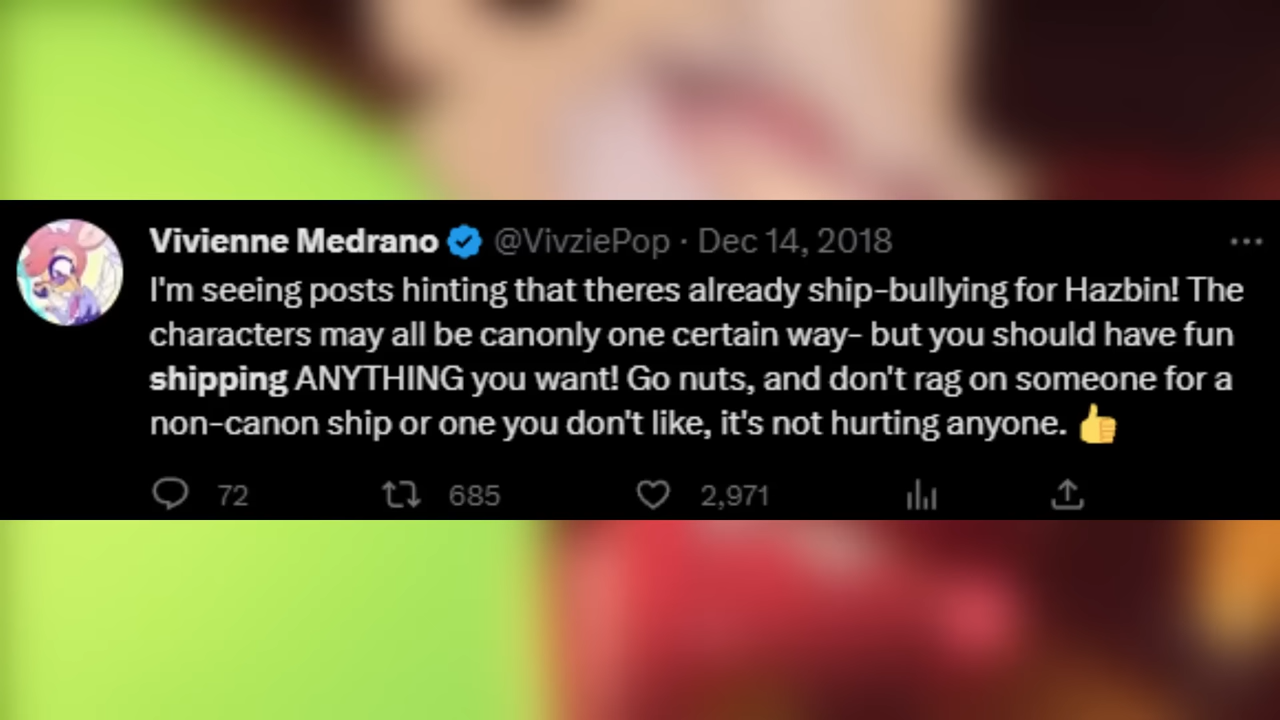 Vivienne Medrano @VivziePop · Dec 14, 2018
I'm seeing posts hinting that theres already ship-bullying for Hazbin! The
characters may all be canonly one certain way- but you should have fun
shipping ANYTHING you want! Go nuts, and don't rag on someone for a
non-canon ship or one you don't like, it's not hurting anyone. 👍
72 685 2,971